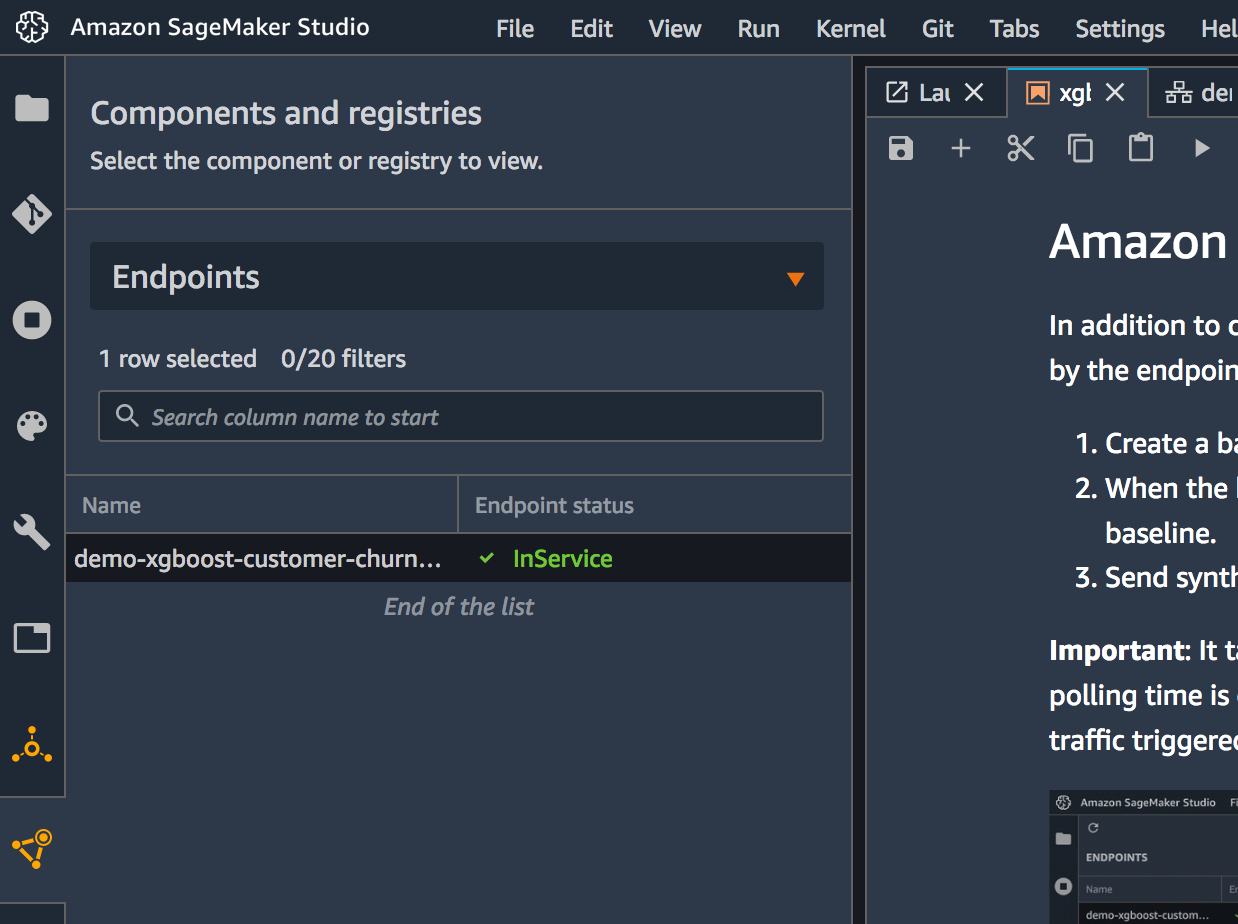 Amazon SageMaker Studio
File Edit View Run Kernel Git Tabs Settings Hel
Components and registries
Select the component or registry to view.
Endpoints
1 row selected 0/20 filters
Search column name to start
Name Endpoint status
demo-xgboost-customer-churn... InService
End of the list
Lau xgb der
Amazon
In addition to c
by the endpoin
1. Create a ba
2. When the
baseline.
3. Send synth
Important: It ta
polling time is
traffic triggered
Amazon SageMaker Studio Fi
ENDPOINTS
Name En
demo-xgboost-custom...